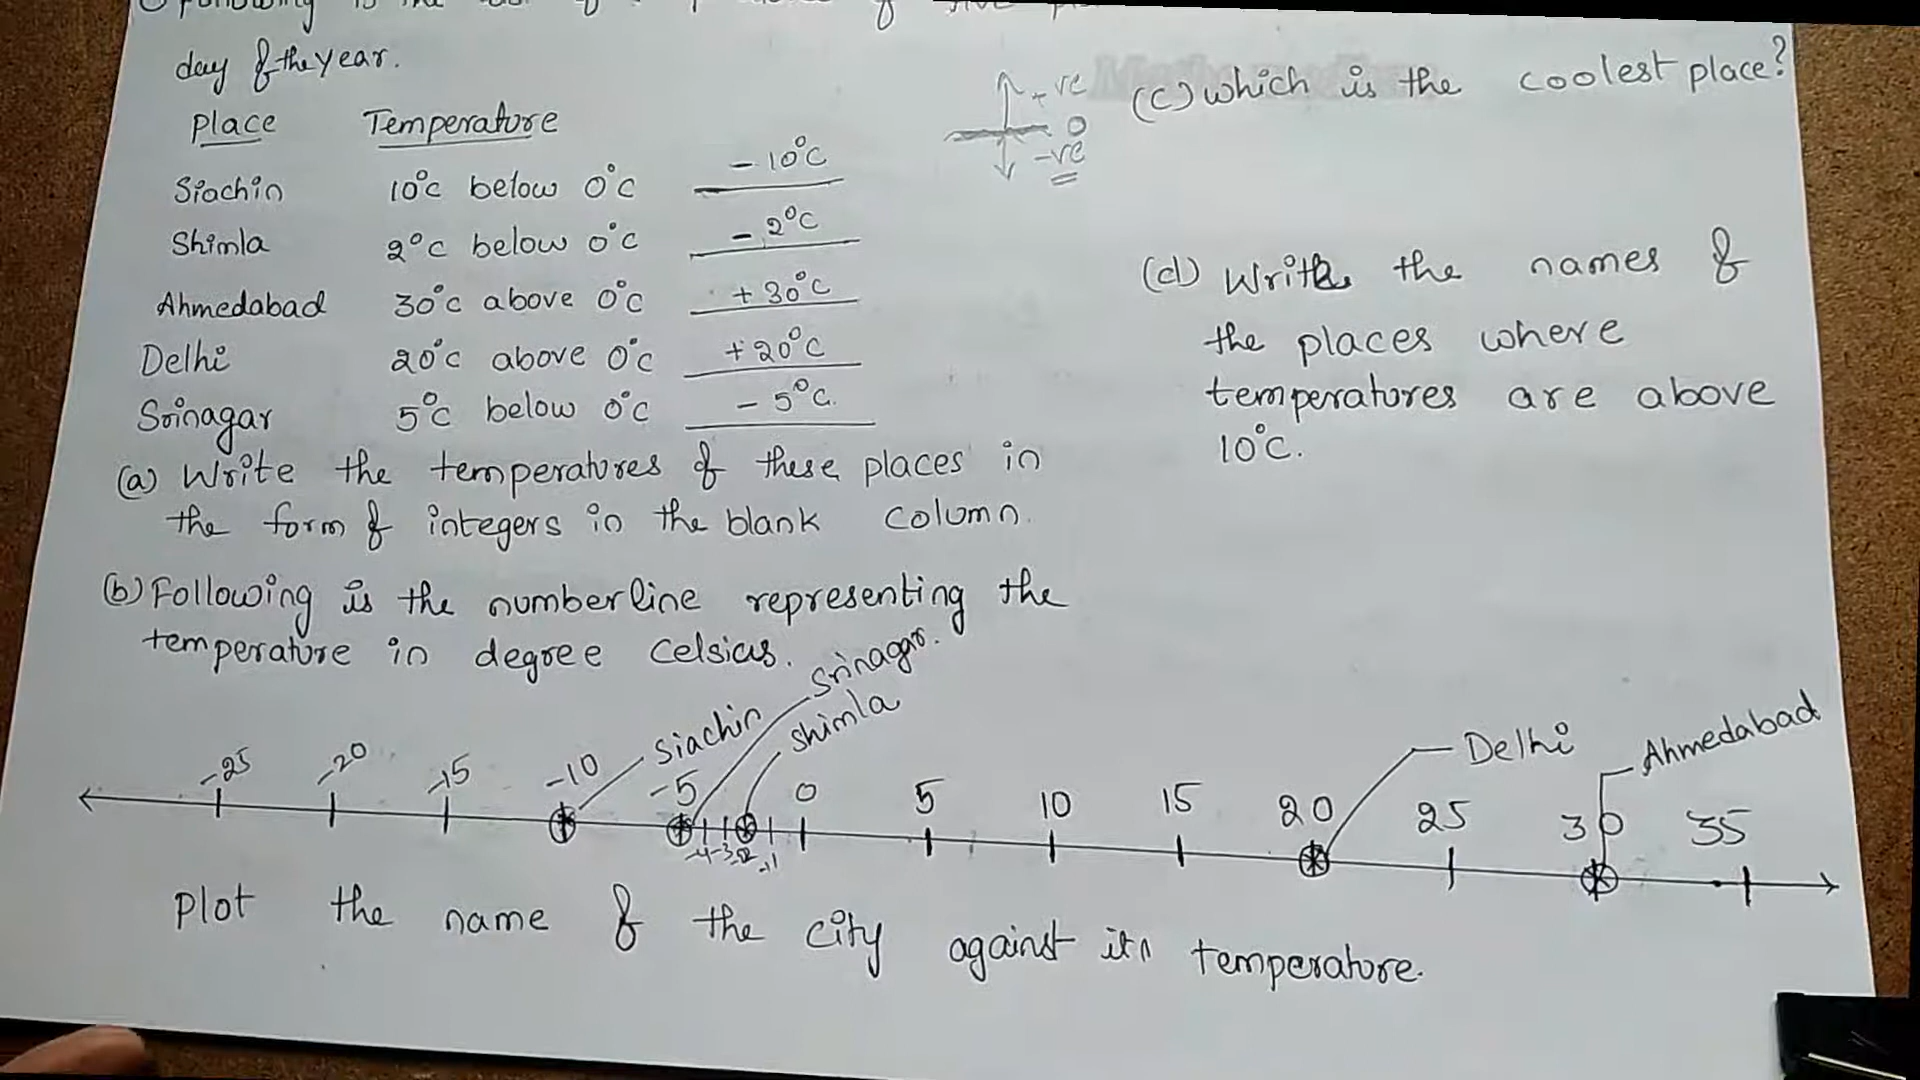 day of the year.
Place Temperature
Siachin 10°c below 0°c - 10°C
Shimla 2°c below 0°c - 2°C
Ahmedabad 30°c above 0°c + 30°C
Delhi 20°c above 0°c + 20°C
Srinagar 5°c below 0°c - 5°C.
(a) Write the temperatures of these places in
the form of integers in the blank column.
(b) Following is the numberline representing the
temperature in degree Celsius.
Siachin Srinagar.
Shimla
Delhi Ahmedabad
-25 -20 -15 -10 -5 0 5 10 15 20 25 30 35
-4 -3 -2 -1
Plot the name of the city against its temperature.
+ve
0
-ve
(c) which is the coolest place?
(d) Write the names of
the places where
temperatures are above
10°C.